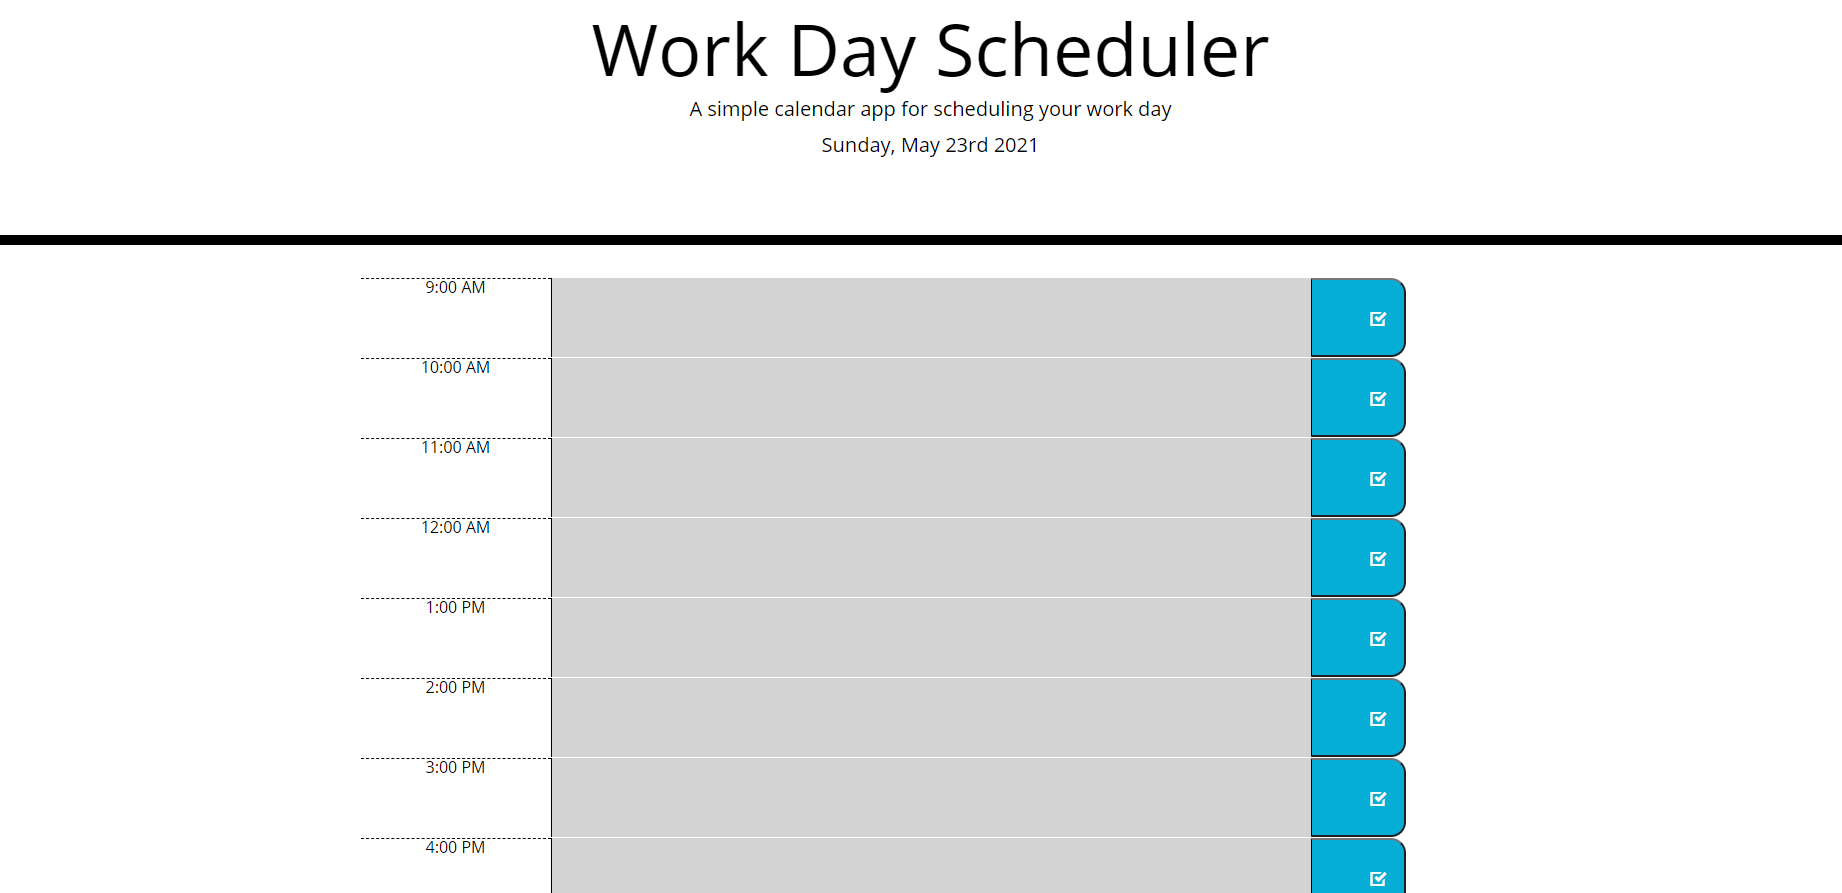 Work Day Scheduler
A simple calendar app for scheduling your work day
Sunday, May 23rd 2021
9:00 AM
10:00 AM
11:00 AM
12:00 AM
1:00 PM
2:00 PM
3:00 PM
4:00 PM